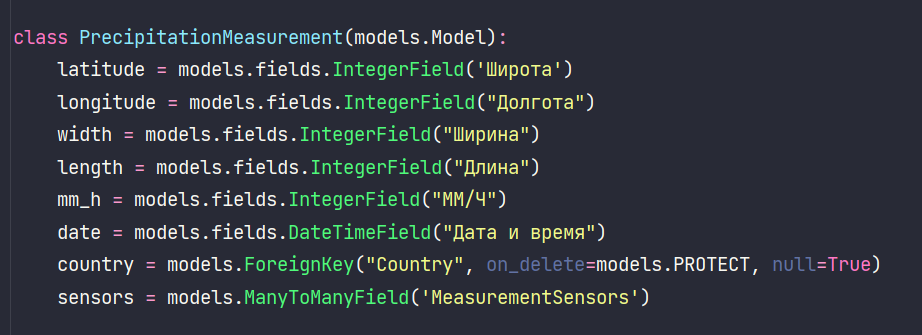 class PrecipitationMeasurement(models.Model):
    latitude = models.fields.IntegerField('Широта')
    longitude = models.fields.IntegerField("Долгота")
    width = models.fields.IntegerField("Ширина")
    length = models.fields.IntegerField("Длина")
    mm_h = models.fields.IntegerField("ММ/Ч")
    date = models.fields.DateTimeField("Дата и время")
    country = models.ForeignKey("Country", on_delete=models.PROTECT, null=True)
    sensors = models.ManyToManyField('MeasurementSensors')